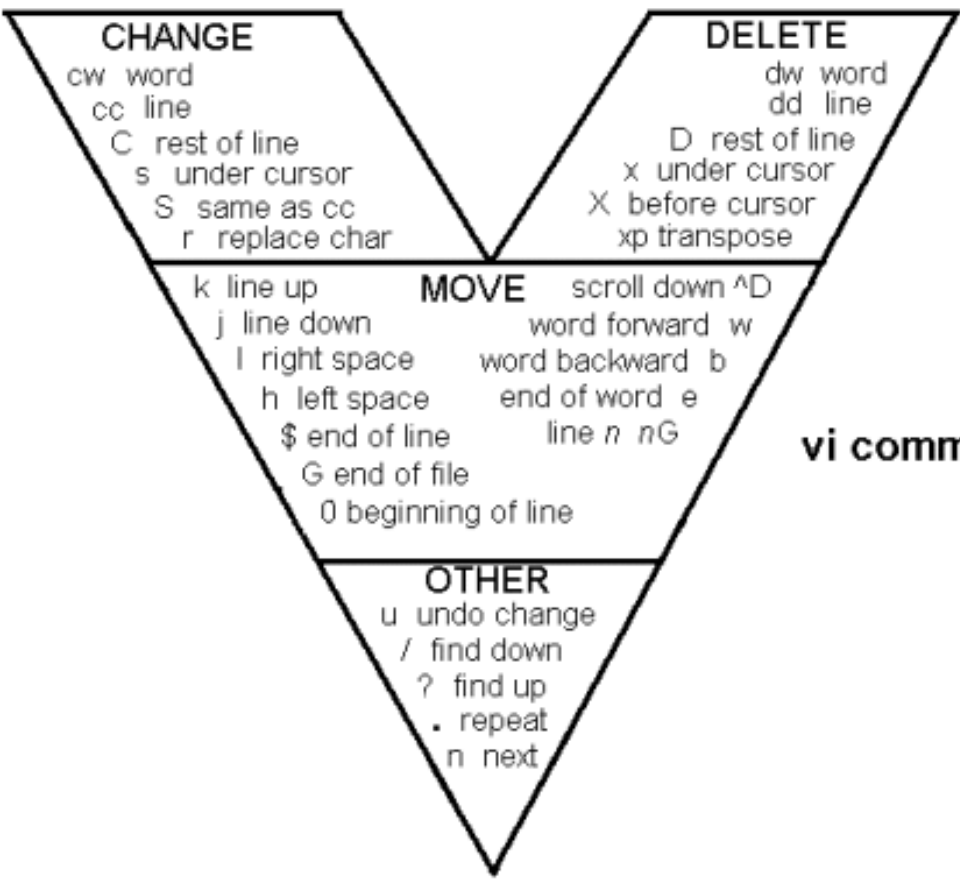 CHANGE
cw word
cc line
C rest of line
s under cursor
S same as cc
r replace char
DELETE
dw word
dd line
D rest of line
x under cursor
X before cursor
xp transpose
MOVE
k line up
j line down
l right space
h left space
$ end of line
G end of file
0 beginning of line
scroll down ^D
word forward w
word backward b
end of word e
line n nG
vi comm
OTHER
u undo change
/ find down
? find up
. repeat
n next